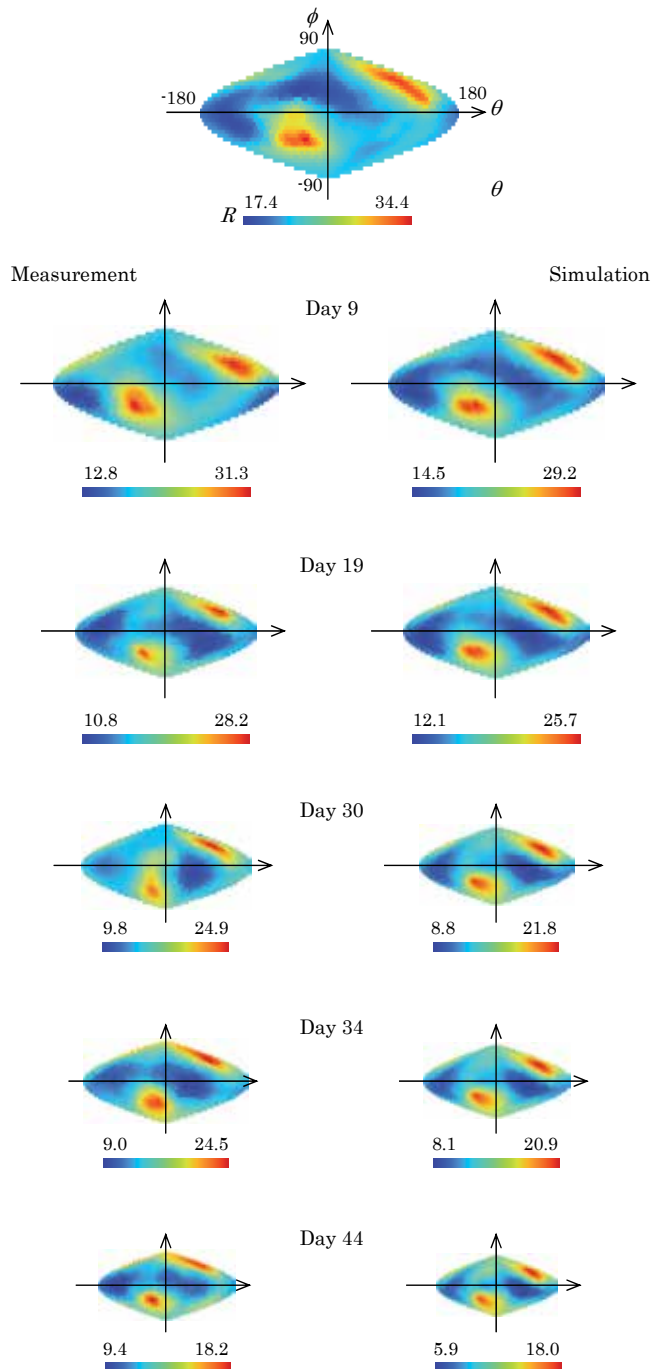 ϕ
90
-180
180
θ
-90
θ
R 17.4 34.4
Measurement Simulation
Day 9
12.8 31.3
14.5 29.2
Day 19
10.8 28.2
12.1 25.7
Day 30
9.8 24.9
8.8 21.8
Day 34
9.0 24.5
8.1 20.9
Day 44
9.4 18.2
5.9 18.0